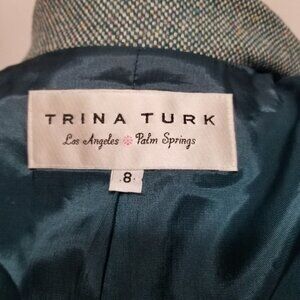 TRINA TURK
Los Angeles Palm Springs
8